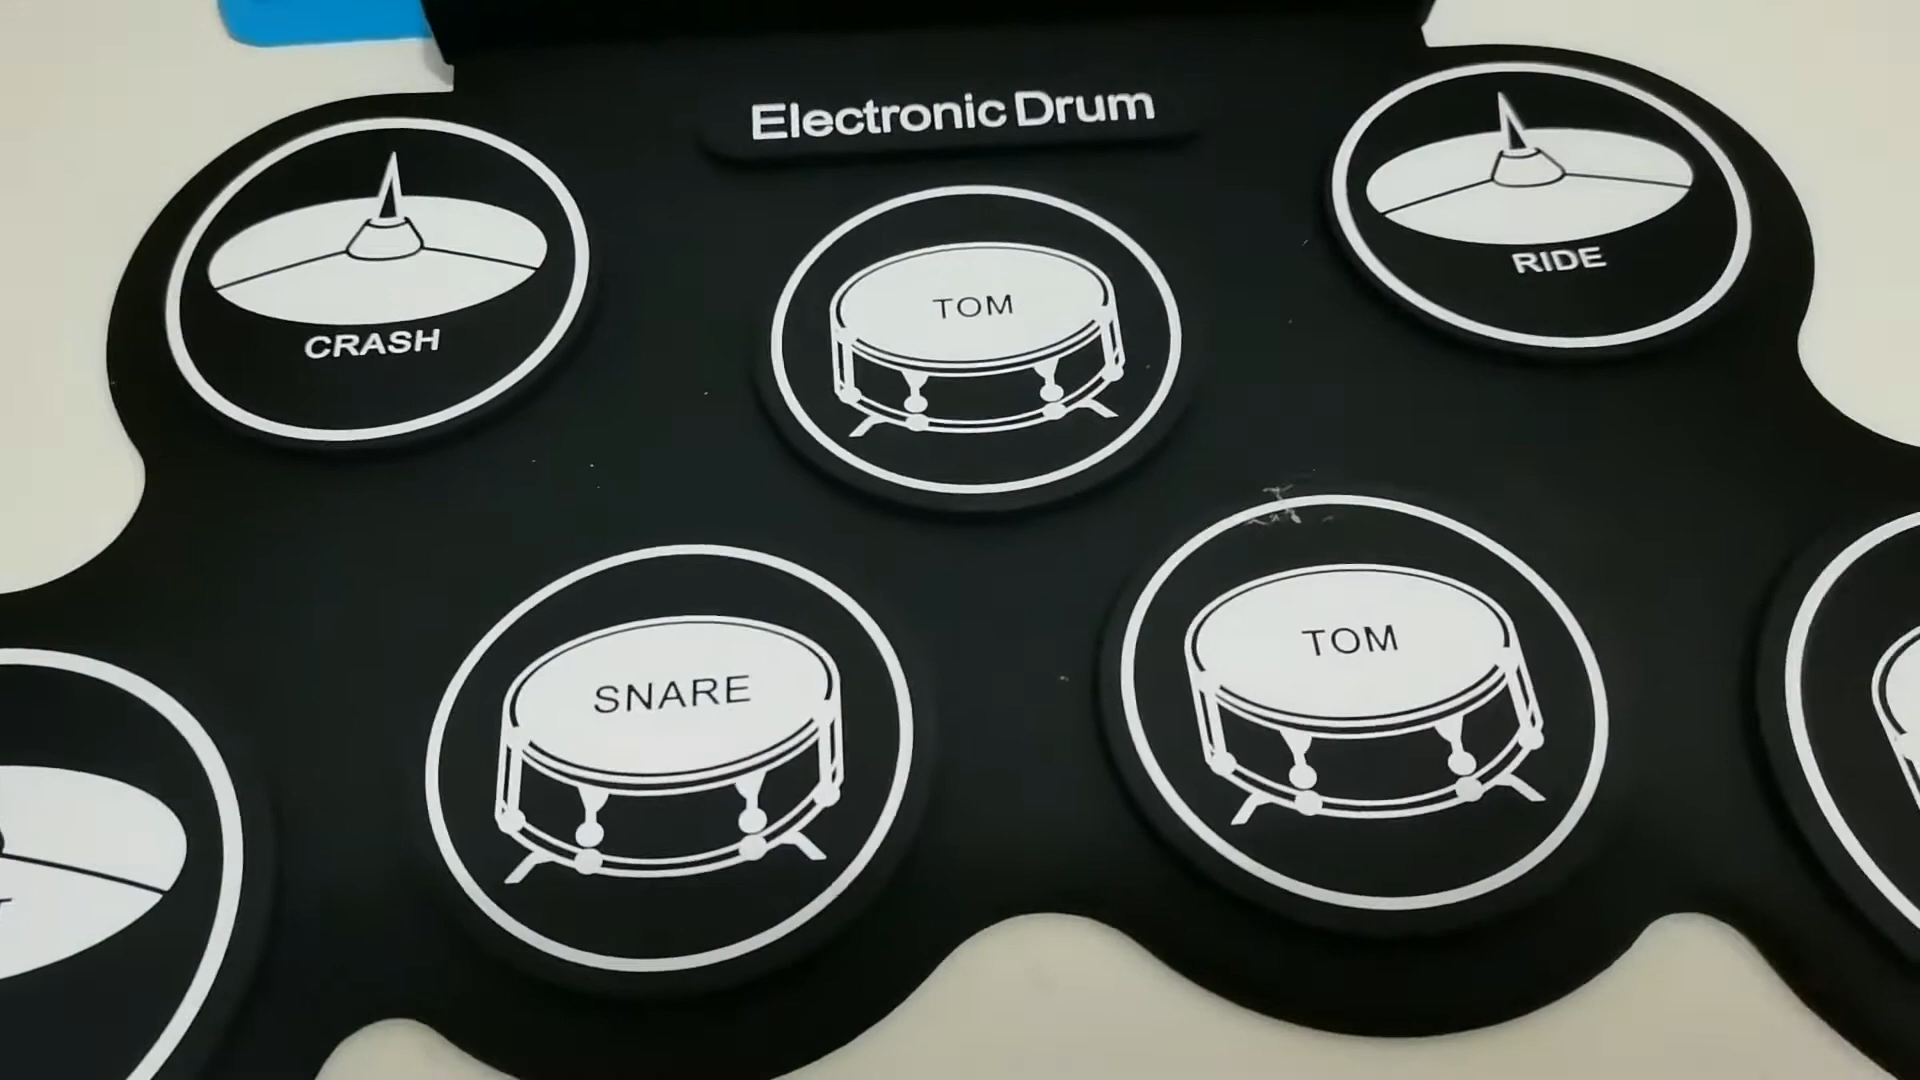 Electronic Drum
CRASH
TOM
RIDE
SNARE
TOM